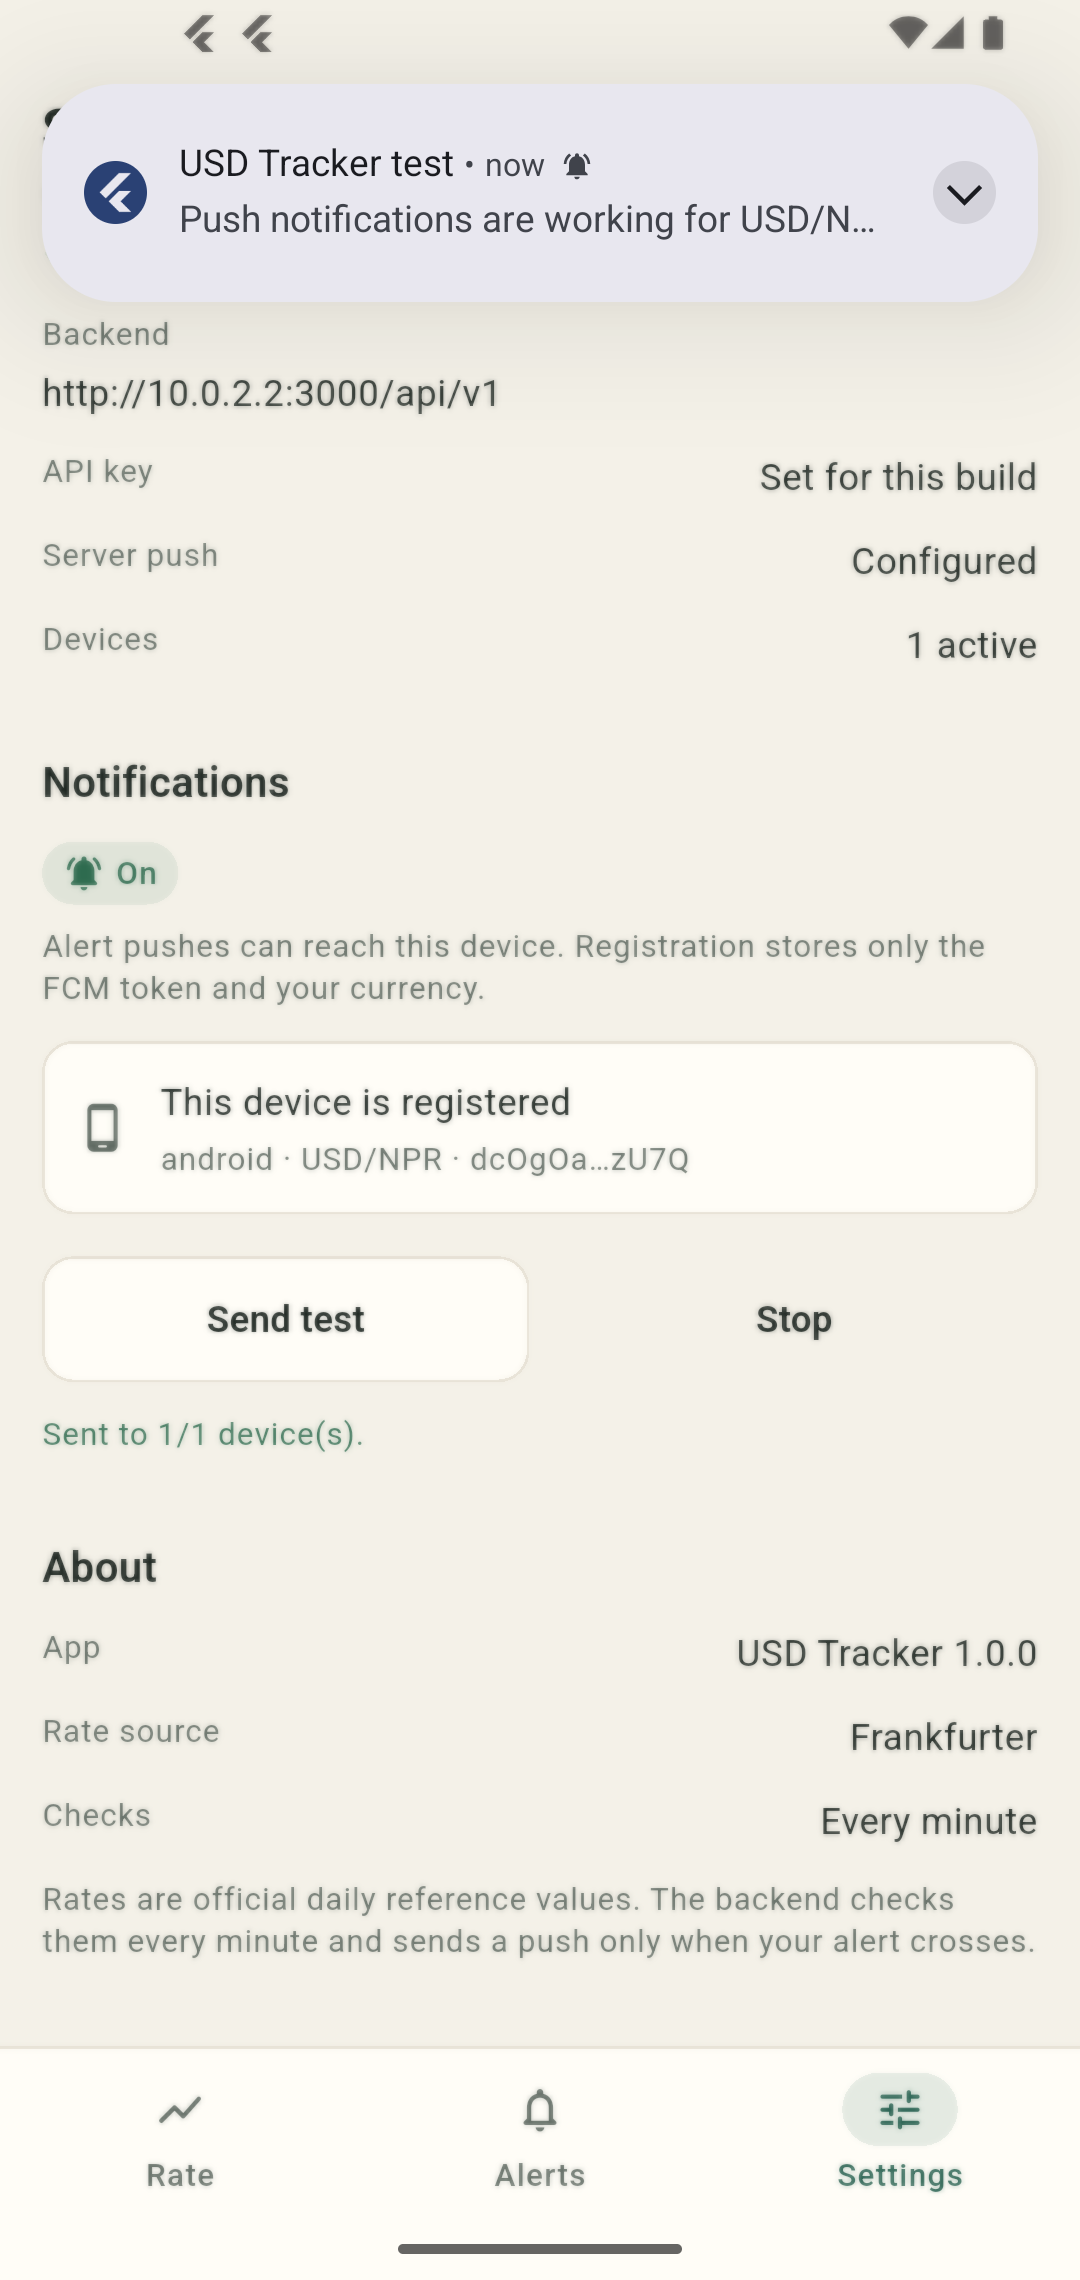 USD Tracker test • now
Push notifications are working for USD/N...
Backend
http://10.0.2.2:3000/api/v1
API key
Set for this build
Server push
Configured
Devices
1 active
Notifications
On
Alert pushes can reach this device. Registration stores only the
FCM token and your currency.
This device is registered
android · USD/NPR · dcOgOa...zU7Q
Send test
Stop
Sent to 1/1 device(s).
About
App
USD Tracker 1.0.0
Rate source
Frankfurter
Checks
Every minute
Rates are official daily reference values. The backend checks
them every minute and sends a push only when your alert crosses.
Rate
Alerts
Settings